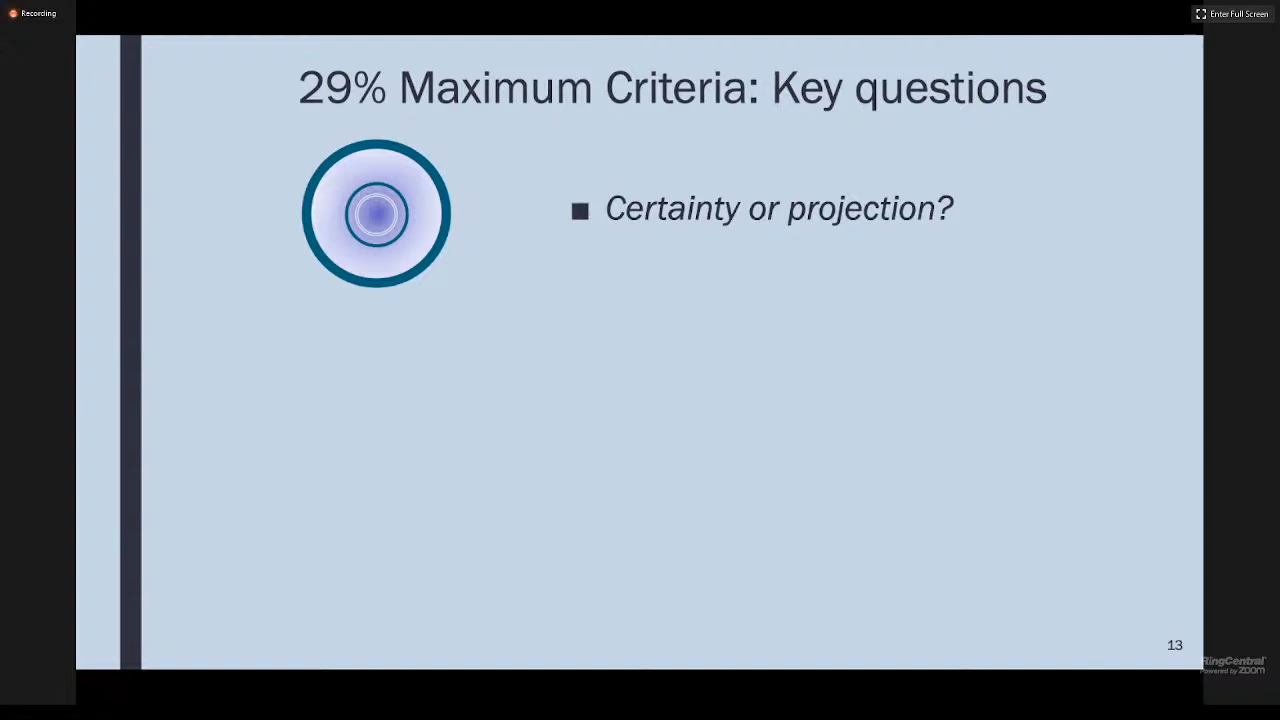 Recording
Enter Full Screen
29% Maximum Criteria: Key questions
■ Certainty or projection?
13
RingCentral
Powered by ZOOM